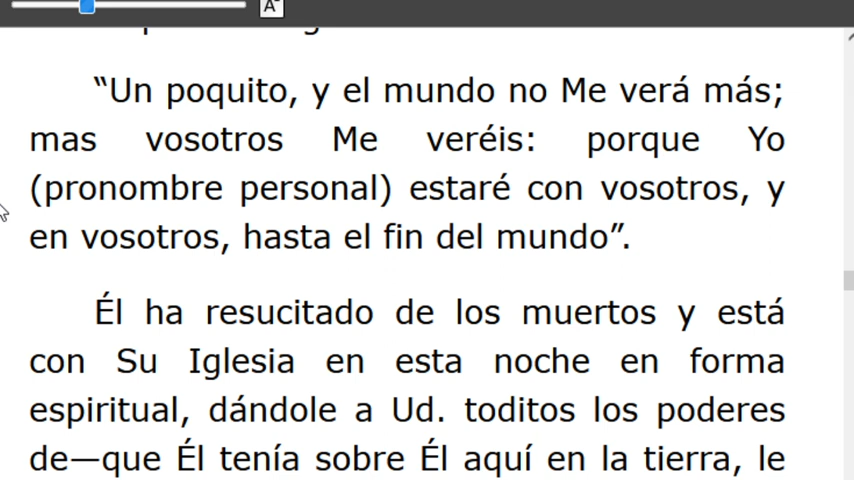 A
“Un poquito, y el mundo no Me verá más;
mas vosotros Me veréis: porque Yo
(pronombre personal) estaré con vosotros, y
en vosotros, hasta el fin del mundo”.
Él ha resucitado de los muertos y está
con Su Iglesia en esta noche en forma
espiritual, dándole a Ud. toditos los poderes
de—que Él tenía sobre Él aquí en la tierra, le